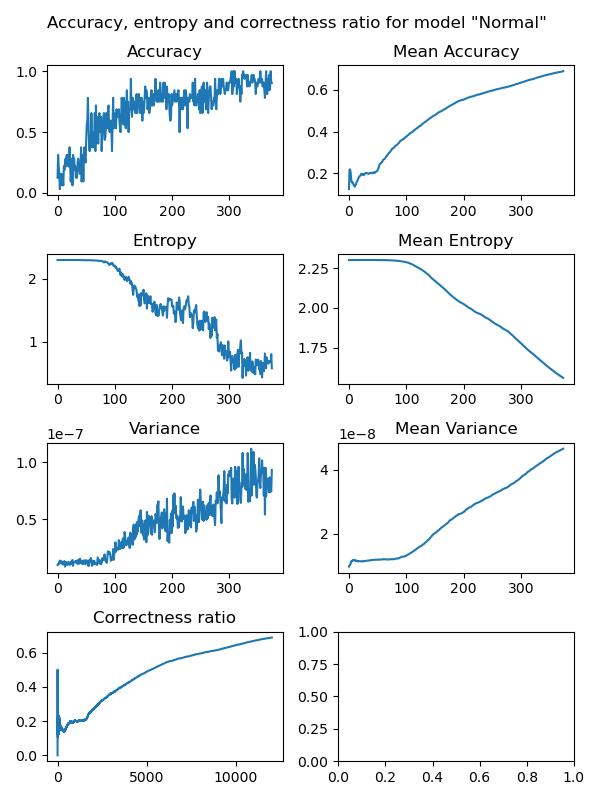 Accuracy, entropy and correctness ratio for model "Normal"
Accuracy
Mean Accuracy
1.0
0.5
0.0
0 100 200 300
0.6
0.4
0.2
0 100 200 300
Entropy
Mean Entropy
2
1
0 100 200 300
2.25
2.00
1.75
0 100 200 300
Variance
Mean Variance
1e−7
1.0
0.5
0 100 200 300
1e−8
4
2
0 100 200 300
Correctness ratio
0.6
0.4
0.2
0.0
0 5000 10000
1.00
0.75
0.50
0.25
0.00
0.0 0.2 0.4 0.6 0.8 1.0